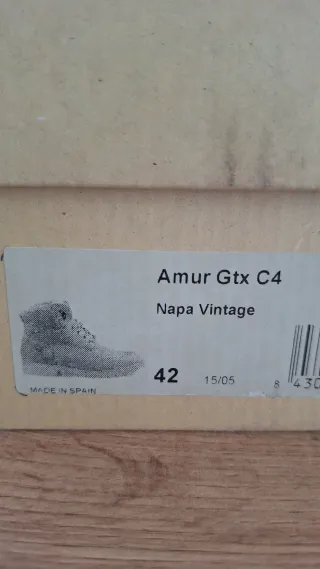 Amur Gtx C4
Napa Vintage
42 15/05 8 430
MADE IN SPAIN